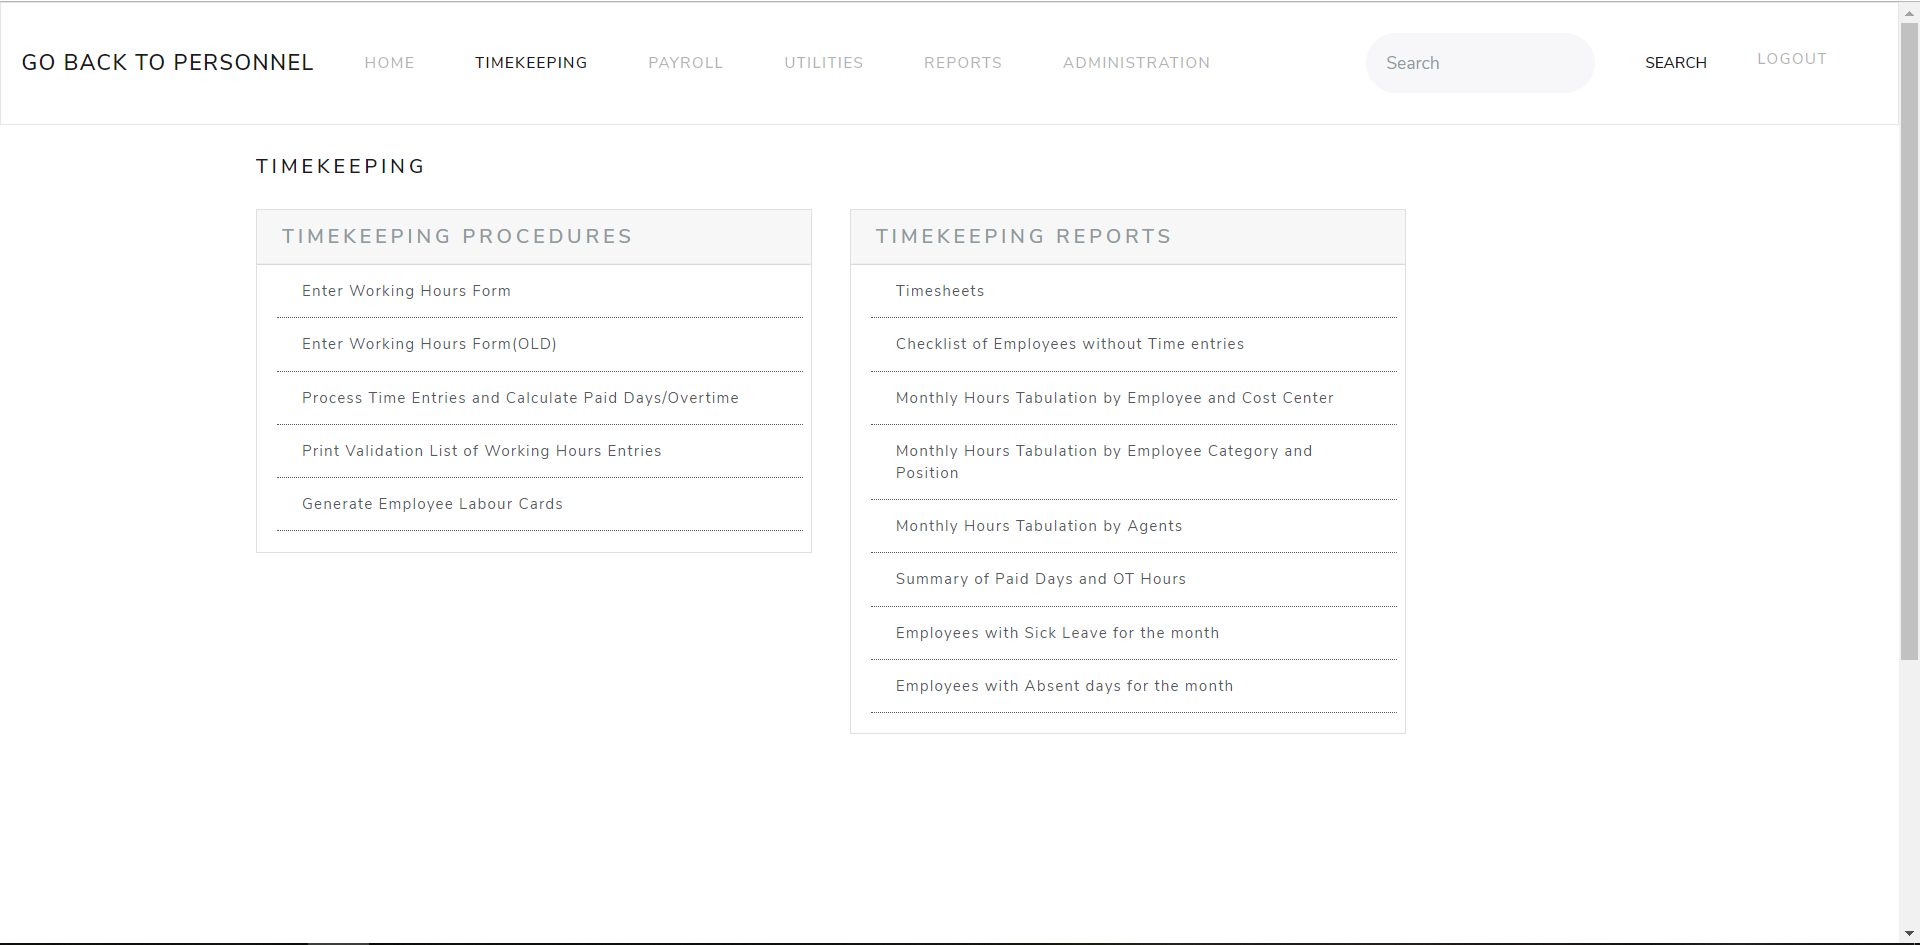 GO BACK TO PERSONNEL HOME TIMEKEEPING PAYROLL UTILITIES REPORTS ADMINISTRATION Search SEARCH LOGOUT
TIMEKEEPING
TIMEKEEPING PROCEDURES
Enter Working Hours Form
Enter Working Hours Form(OLD)
Process Time Entries and Calculate Paid Days/Overtime
Print Validation List of Working Hours Entries
Generate Employee Labour Cards
TIMEKEEPING REPORTS
Timesheets
Checklist of Employees without Time entries
Monthly Hours Tabulation by Employee and Cost Center
Monthly Hours Tabulation by Employee Category and
Position
Monthly Hours Tabulation by Agents
Summary of Paid Days and OT Hours
Employees with Sick Leave for the month
Employees with Absent days for the month